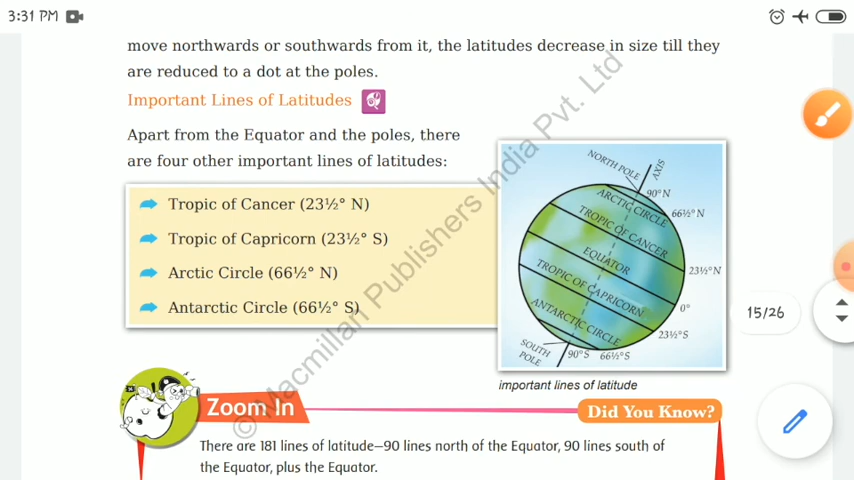 3:31 PM
move northwards or southwards from it, the latitudes decrease in size till they
are reduced to a dot at the poles.
Important Lines of Latitudes
Apart from the Equator and the poles, there
are four other important lines of latitudes:
Tropic of Cancer (23½° N)
Tropic of Capricorn (23½° S)
Arctic Circle (66½° N)
Antarctic Circle (66½° S)
NORTH POLE
AXIS
90°N
ARCTIC CIRCLE
66½°N
TROPIC OF CANCER
EQUATOR
23½°N
TROPIC OF CAPRICORN
0°
ANTARCTIC CIRCLE
23½°S
SOUTH
POLE
90°S
66½°S
important lines of latitude
15/26
© Macmillan Publishers India Pvt. Ltd
Zoom In
Did You Know?
There are 181 lines of latitude—90 lines north of the Equator, 90 lines south of
the Equator, plus the Equator.